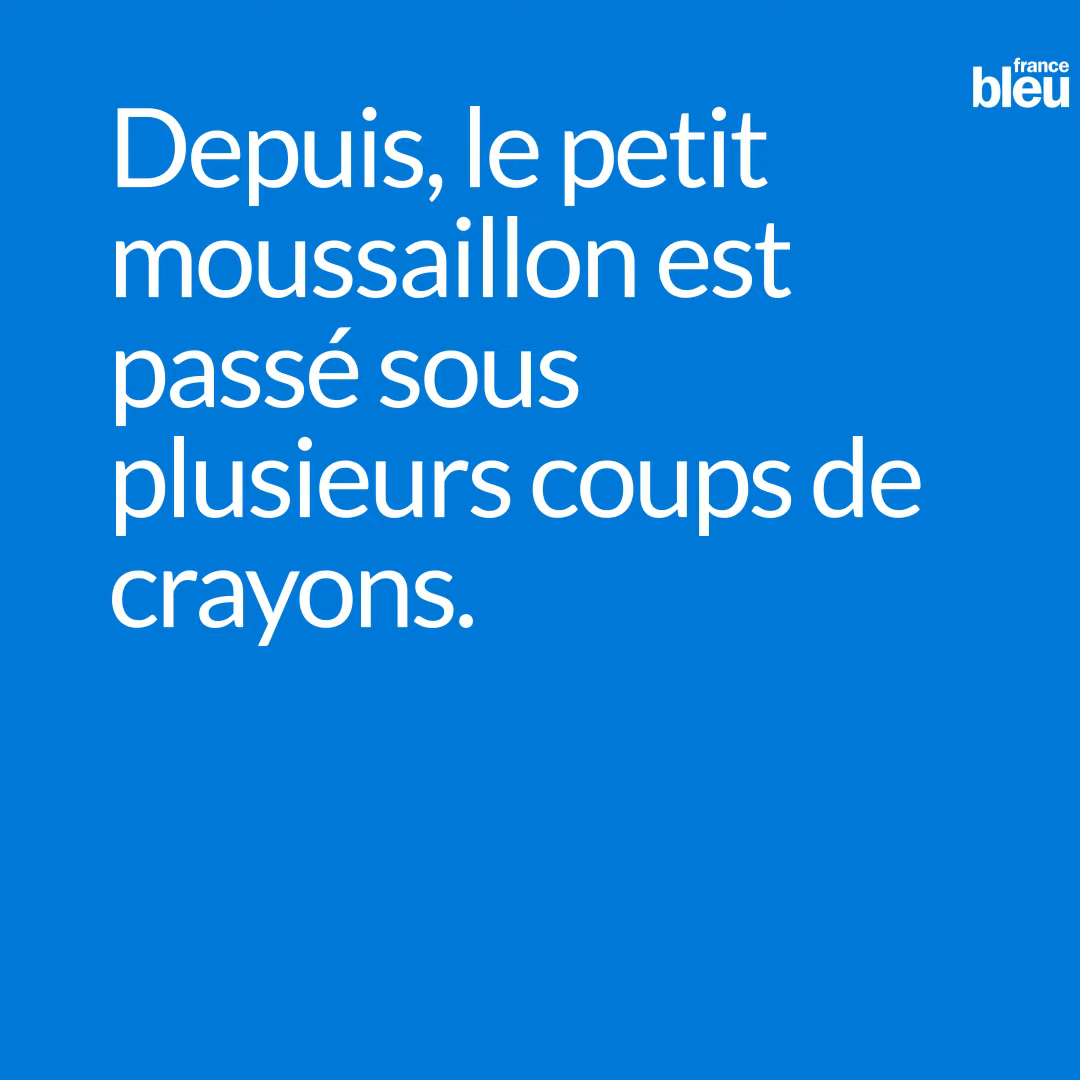 france
bleu
Depuis, le petit
moussaillon est
passé sous
plusieurs coups de
crayons.